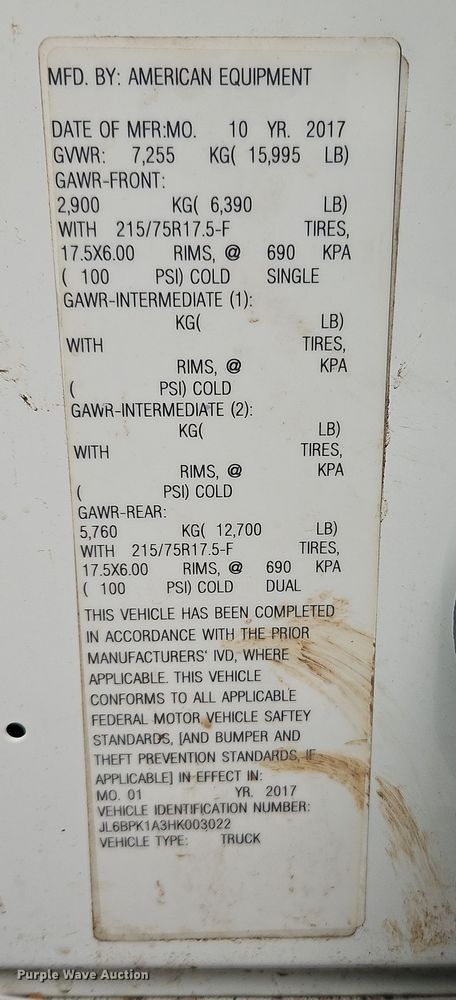 MFD. BY: AMERICAN EQUIPMENT
DATE OF MFR:MO. 10 YR. 2017
GVWR: 7,255 KG( 15,995 LB)
GAWR-FRONT:
2,900 KG( 6,390 LB)
WITH 215/75R17.5-F TIRES,
17.5X6.00 RIMS, @ 690 KPA
( 100 PSI) COLD SINGLE
GAWR-INTERMEDIATE (1):
KG( LB)
WITH TIRES,
RIMS, @ KPA
( PSI) COLD
GAWR-INTERMEDIATE (2):
KG( LB)
WITH TIRES,
RIMS, @ KPA
( PSI) COLD
GAWR-REAR:
5,760 KG( 12,700 LB)
WITH 215/75R17.5-F TIRES,
17.5X6.00 RIMS, @ 690 KPA
( 100 PSI) COLD DUAL
THIS VEHICLE HAS BEEN COMPLETED
IN ACCORDANCE WITH THE PRIOR
MANUFACTURERS' IVD, WHERE
APPLICABLE. THIS VEHICLE
CONFORMS TO ALL APPLICABLE
FEDERAL MOTOR VEHICLE SAFTEY
STANDARDS, [AND BUMPER AND
THEFT PREVENTION STANDARDS, IF
APPLICABLE] IN EFFECT IN:
MO. 01 YR. 2017
VEHICLE IDENTIFICATION NUMBER:
JL6BPK1A3HK003022
VEHICLE TYPE: TRUCK
Purple Wave Auction